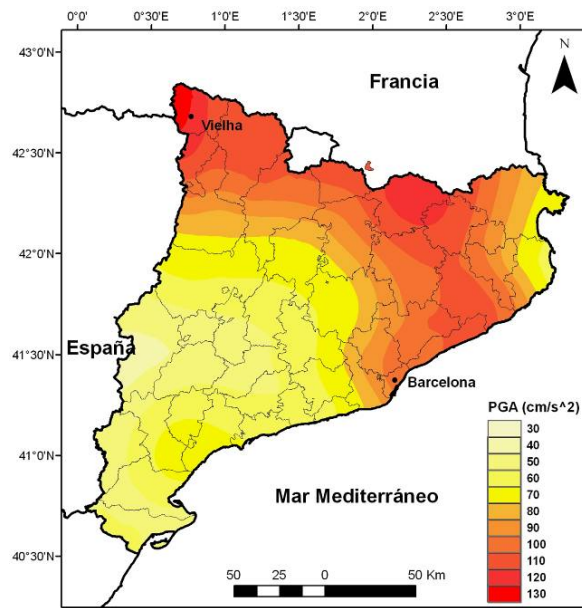 0°0' 0°30'E 1°0'E 1°30'E 2°0'E 2°30'E 3°0'E
43°0'N
42°30'N
42°0'N
41°30'N
41°0'N
40°30'N
Francia
N
Vielha
España
Barcelona
Mar Mediterráneo
PGA (cm/s^2)
30
40
50
60
70
80
90
100
110
120
130
50 25 0 50 Km